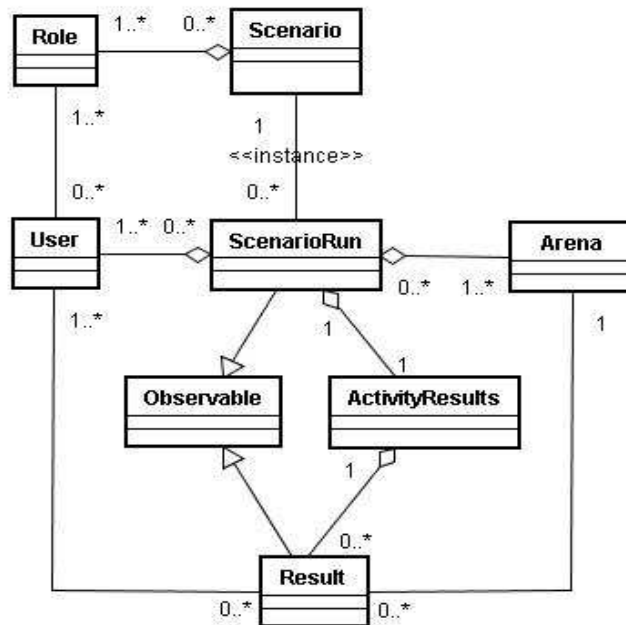 Role 1..* 0..* Scenario
1..* 1
<<instance>>
0..* 0..*
User 1..* 0..* ScenarioRun Arena
0..* 1..*
1..* 1 1
1
Observable ActivityResults
1
0..*
Result
0..* 0..*